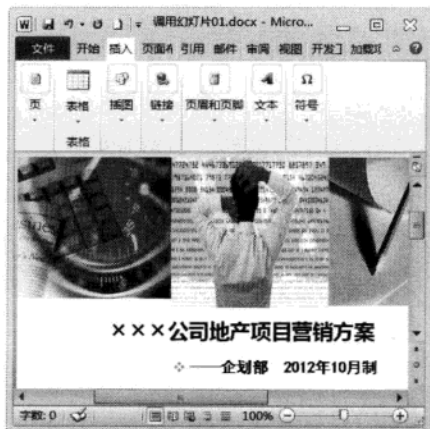 调用幻灯片01.docx - Micro...
文件 开始 插入 页面布 引用 邮件 审阅 视图 开发工 加载项
页 表格 插图 链接 页眉和页脚 文本 符号
表格
×××公司地产项目营销方案
——企划部 2012年10月制
字数: 0 100%